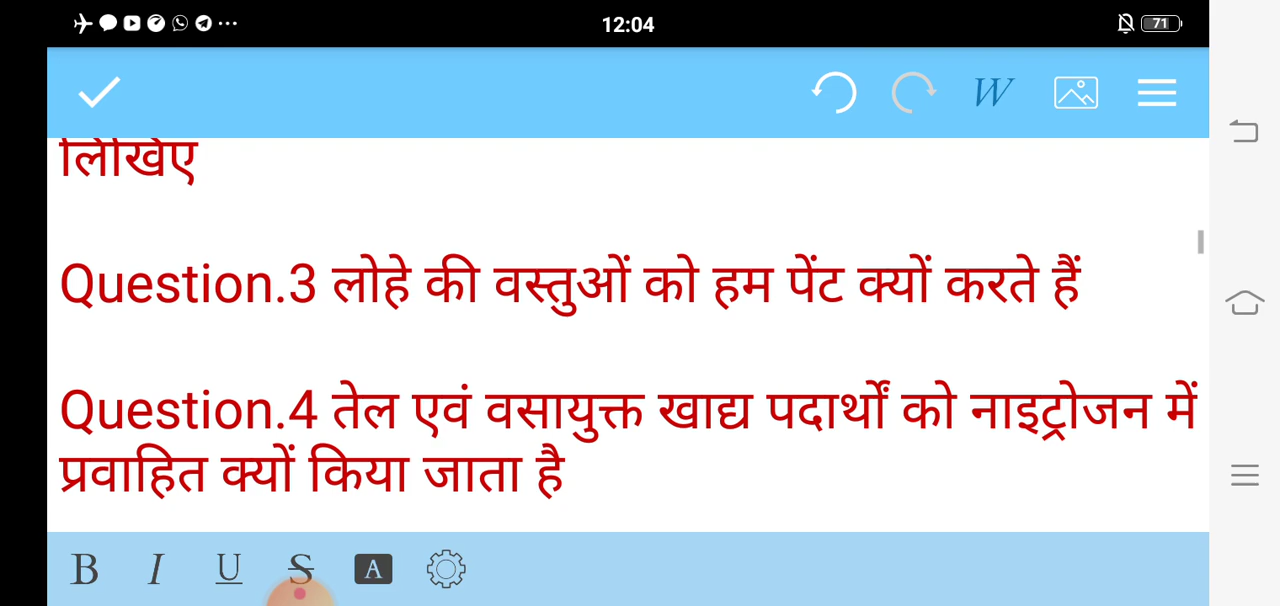 12:04
71
W
लिखिए
Question.3 लोहे की वस्तुओं को हम पेंट क्यों करते हैं
Question.4 तेल एवं वसायुक्त खाद्य पदार्थों को नाइट्रोजन में
प्रवाहित क्यों किया जाता है
B I U S A